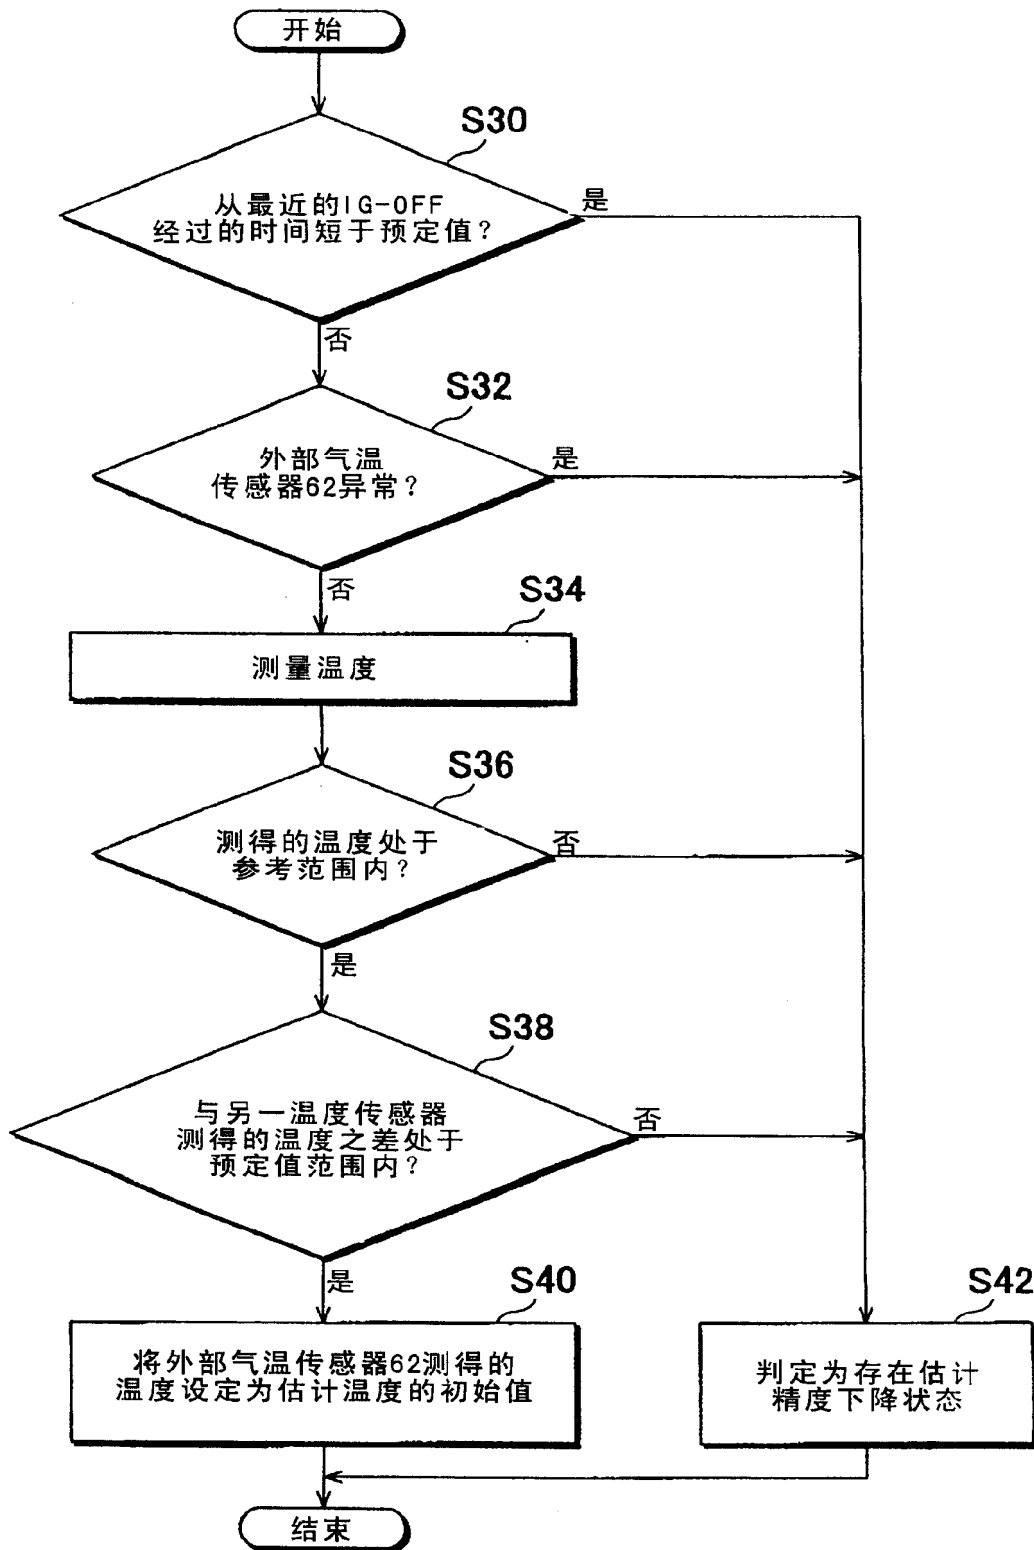 开始
S30
从最近的IG-OFF
经过的时间短于预定值?
是
否
S32
外部气温
传感器62异常?
是
否
S34
测量温度
S36
测得的温度处于
参考范围内?
否
是
S38
与另一温度传感器
测得的温度之差处于
预定值范围内?
否
是
S40
将外部气温传感器62测得的
温度设定为估计温度的初始值
S42
判定为存在估计
精度下降状态
结束